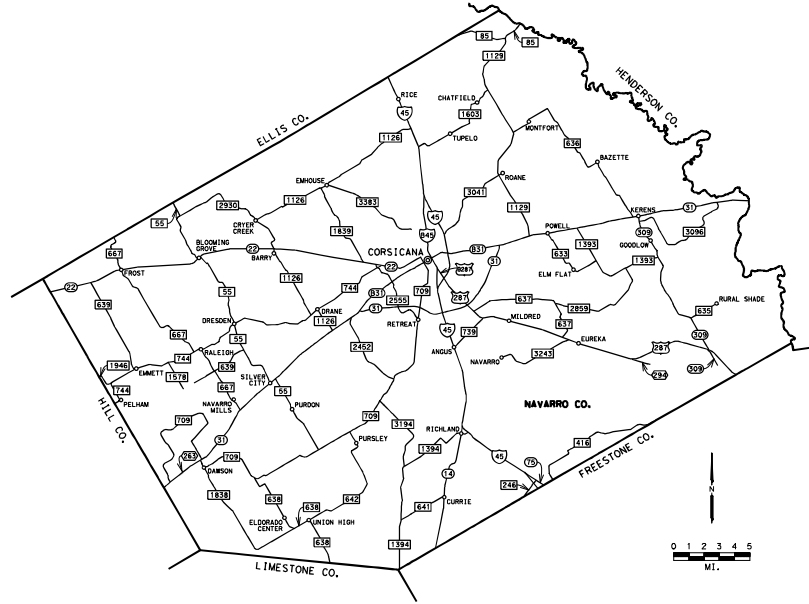 85
85
1129
HENDERSON CO.
RICE
CHATFIELD
45
1603
ELLIS CO.
MONTFORT
1126
TUPELO
636
BAZETTE
EMHOUSE
ROANE
3041
2930
1126
3383
1129
KERENS
31
55
CRYER
CREEK
1839
45
POWELL
309
3096
845
667
BLOOMING
GROVE
22
CORSICANA
831
633
1393
GOODLOW
FROST
BARRY
22
8287
31
ELM FLAT
1393
22
639
55
1126
744
831
2555
709
287
637
2859
RURAL SHADE
635
31
DRANE
1126
RETREAT
MILDRED
667
DRESDEN
55
45
739
637
309
2452
EUREKA
287
744
RALEIGH
ANGUS
NAVARRO
3243
1946
EMMETT
1578
639
SILVER
CITY
294
309
744
667
55
PELHAM
NAVARRO
MILLS
PURDON
NAVARRO CO.
HILL CO.
709
709
3194
RICHLAND
416
31
PURSLEY
1394
FREESTONE CO.
263
709
45
75
DAWSON
14
246
N
1838
638
638
642
641
CURRIE
ELDORADO
CENTER
UNION HIGH
638
1394
0 1 2 3 4 5
MI.
LIMESTONE CO.